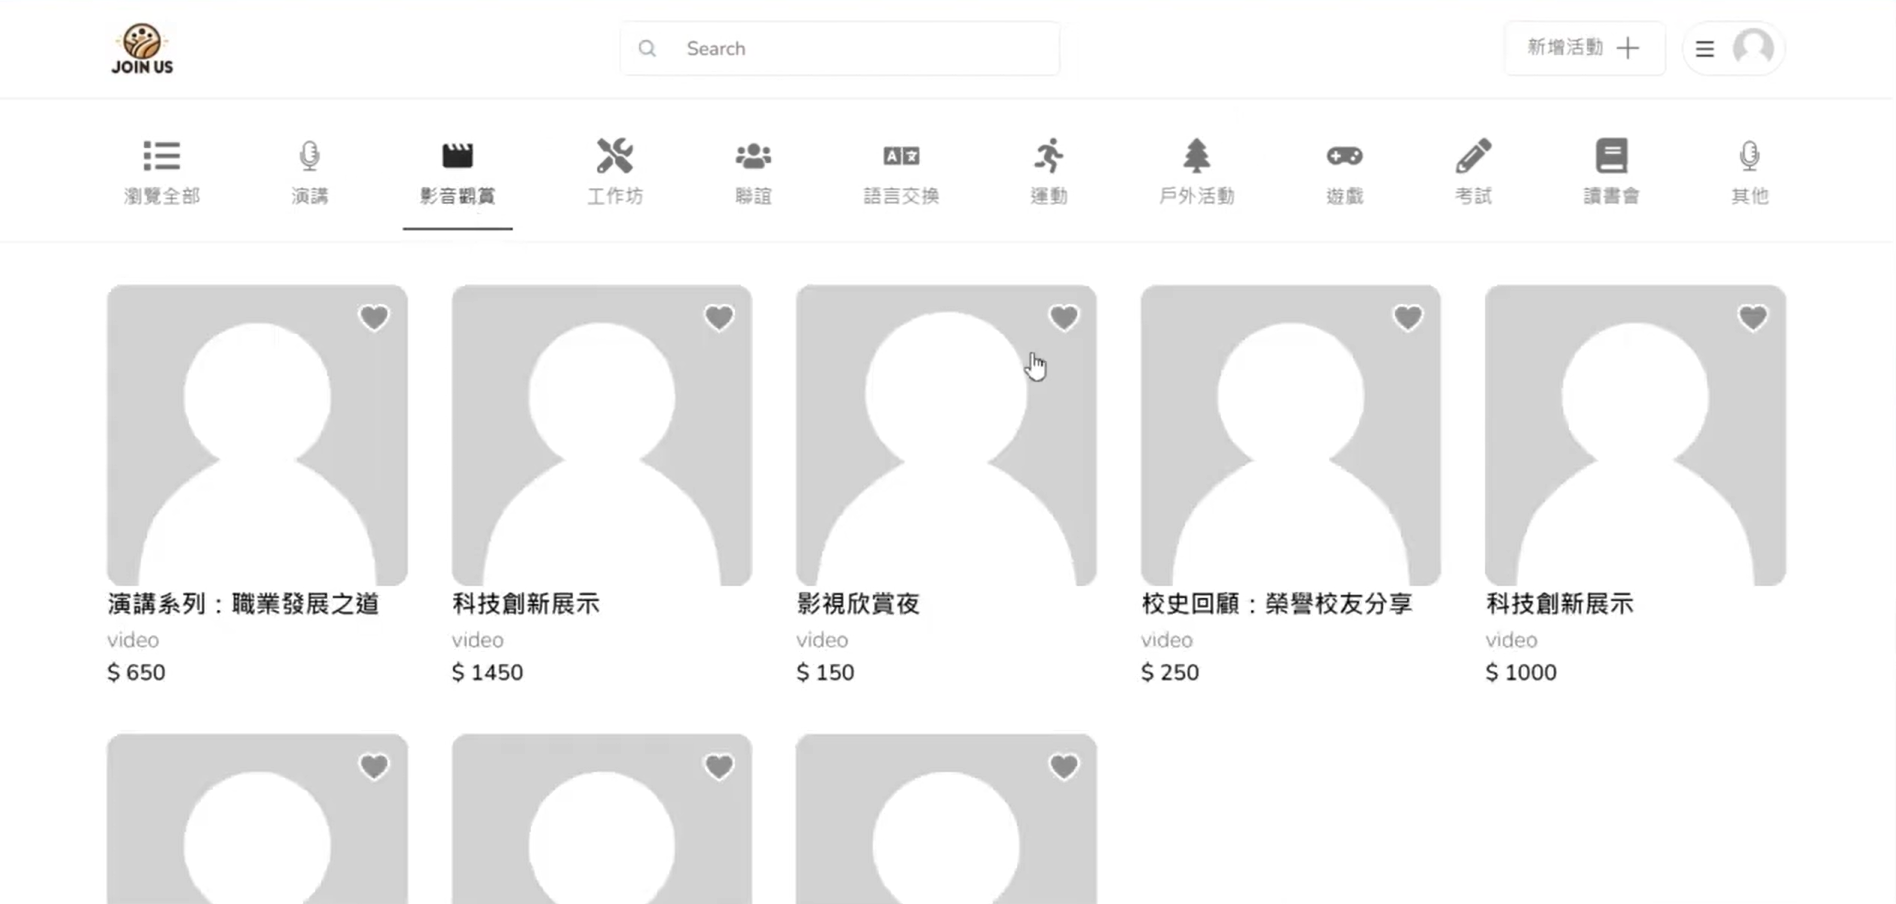 JOIN US
Search
新增活動
瀏覽全部
演講
影音觀賞
工作坊
聯誼
語言交換
運動
戶外活動
遊戲
考試
讀書會
其他
演講系列：職業發展之道
video
$ 650
科技創新展示
video
$ 1450
影視欣賞夜
video
$ 150
校史回顧：榮譽校友分享
video
$ 250
科技創新展示
video
$ 1000